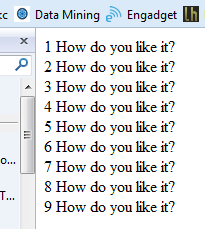 cc Data Mining Engadget lh
x
1 How do you like it?
2 How do you like it?
3 How do you like it?
4 How do you like it?
5 How do you like it?
o... 6 How do you like it?
7 How do you like it?
T... 8 How do you like it?
9 How do you like it?